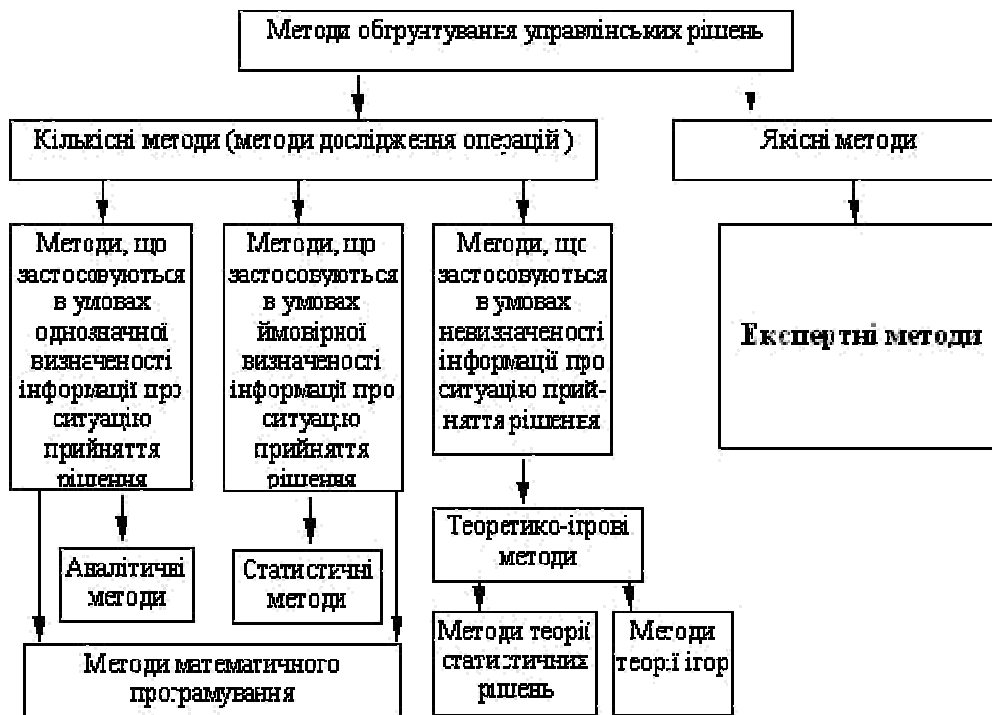 Методи обґрунтування управлінських рішень
Кількісні методи (методи дослідження операцій)
Якісні методи
Методи, що
застосовуються
в умовах
однозначної
визначеності
інформації про
ситуацію
прийняття
рішення
Методи, що
застосовуються
в умовах
ймовірної
визначеності
інформації про
ситуацію
прийняття
рішення
Методи, що
застосовуються
в умовах
невизначеності
інформації про
ситуацію прий-
няття рішення
Експертні методи
Аналітичні
методи
Статистичні
методи
Теоретико-ігрові
методи
Методи математичного
програмування
Методи теорії
статистичних
рішень
Методи
теорії ігор